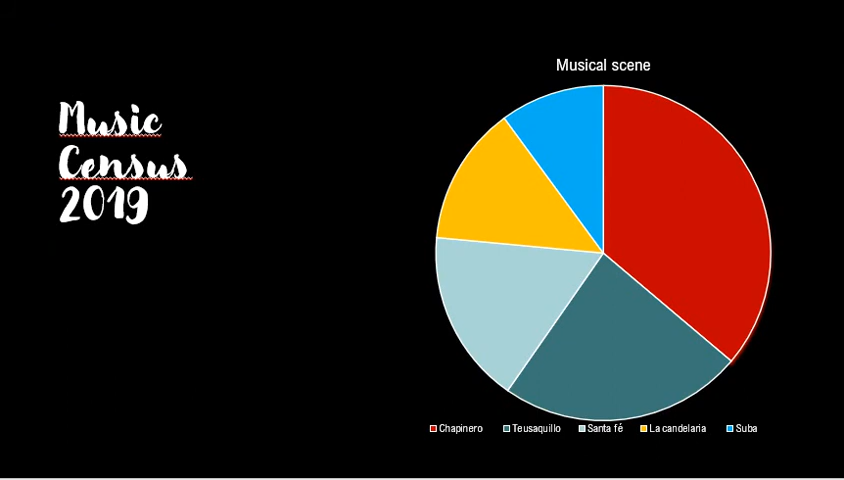 Music
Census
2019
Musical scene
Chapinero Teusaquillo Santa fé La candelaria Suba